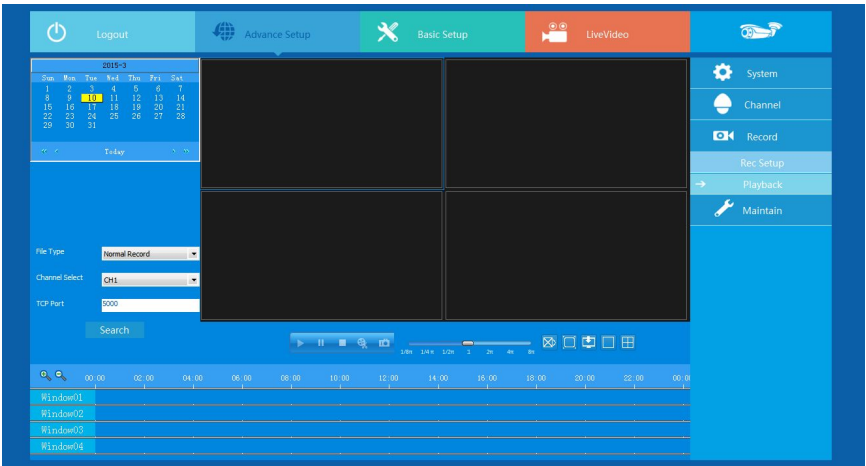 Logout
Advance Setup
Basic Setup
LiveVideo
2015-3
Sun Mon Tue Wed Thu Fri Sat
1 2 3 4 5 6 7
8 9 10 11 12 13 14
15 16 17 18 19 20 21
22 23 24 25 26 27 28
29 30 31
Today
File Type
Normal Record
Channel Select
CH1
TCP Port
5000
Search
System
Channel
Record
Rec Setup
Playback
Maintain
1/8n 1/4n 1/2n 1 2n 4n 8n
00:00 02:00 04:00 06:00 08:00 10:00 12:00 14:00 16:00 18:00 20:00 22:00
Window01
Window02
Window03
Window04